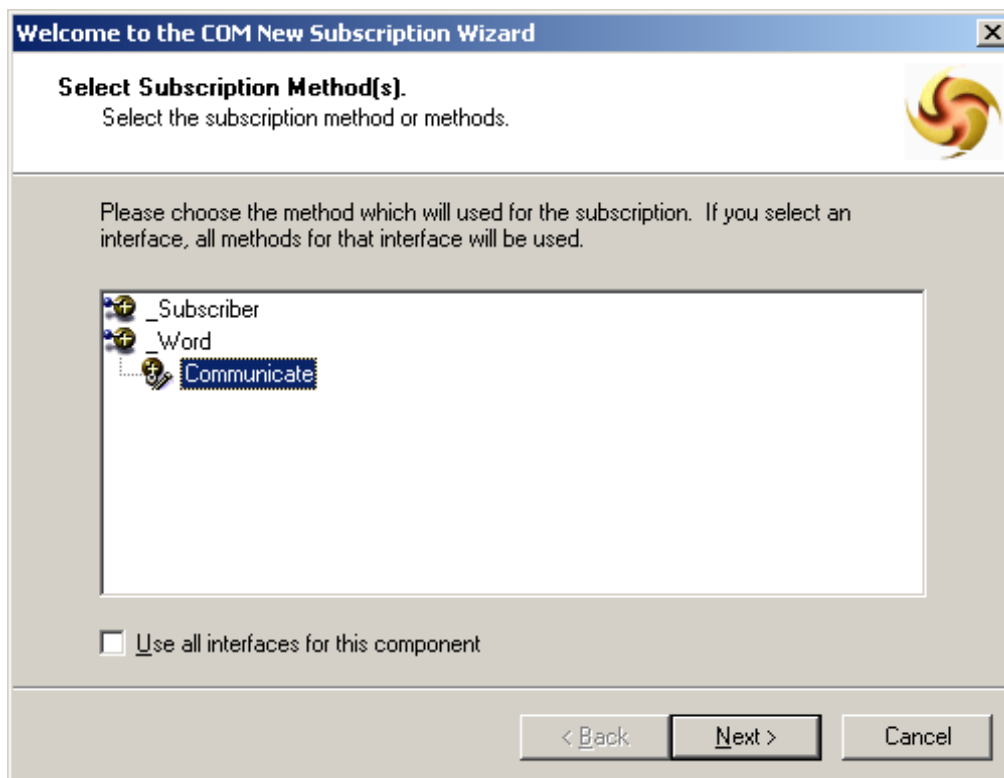 Welcome to the COM New Subscription Wizard
Select Subscription Method(s).
Select the subscription method or methods.
Please choose the method which will used for the subscription. If you select an
interface, all methods for that interface will be used.
_Subscriber
_Word
Communicate
Use all interfaces for this component
< Back
Next >
Cancel